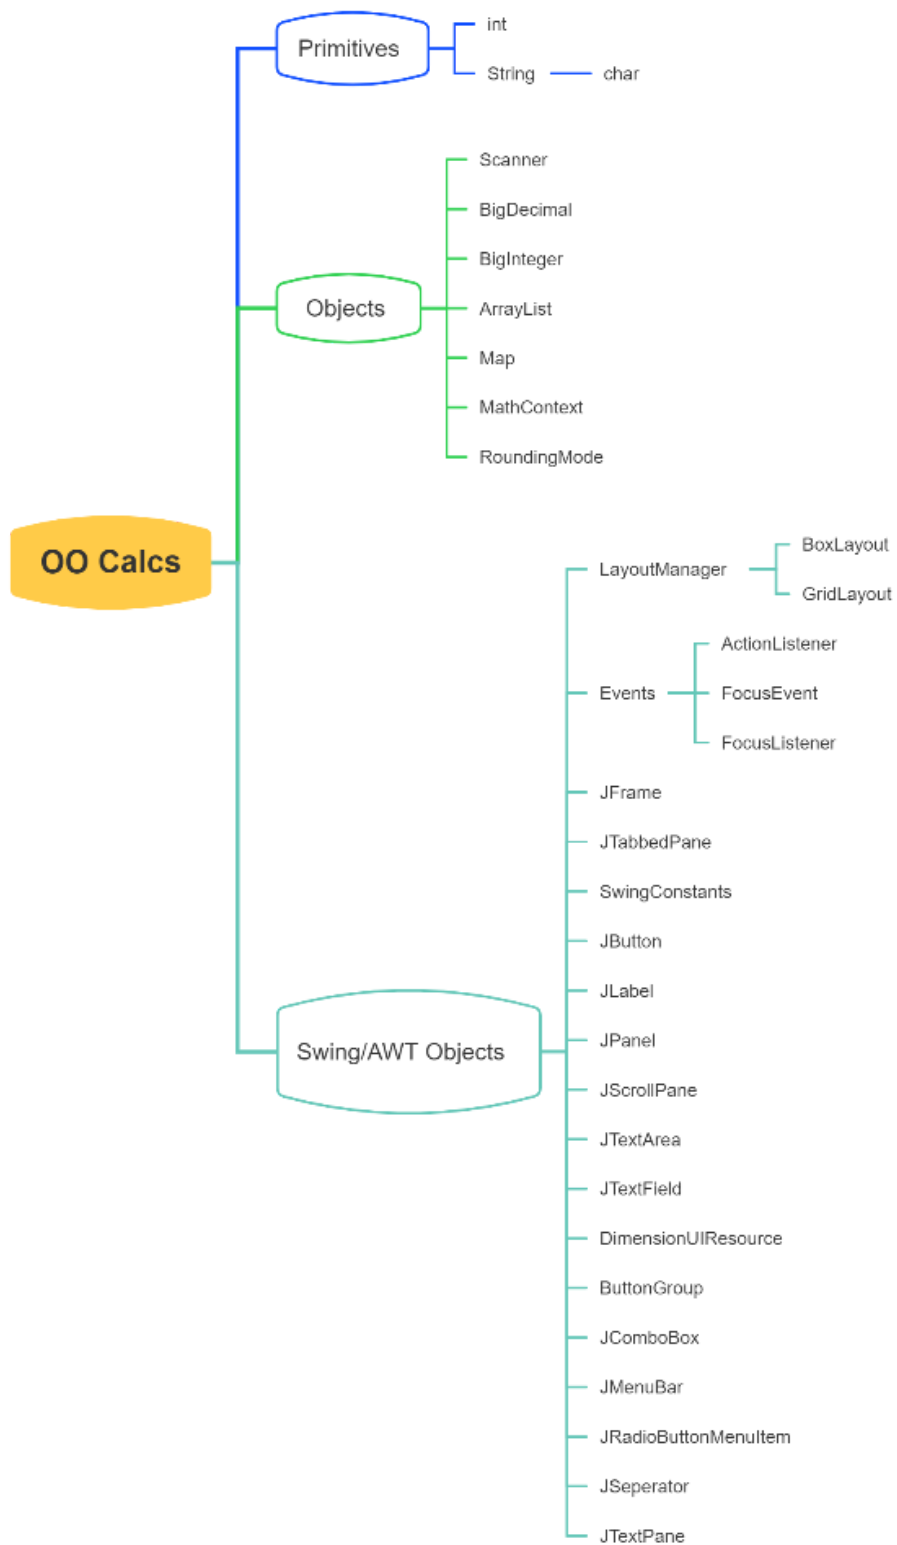 Primitives
int
String
char
Objects
Scanner
BigDecimal
BigInteger
ArrayList
Map
MathContext
RoundingMode
OO Calcs
Swing/AWT Objects
LayoutManager
BoxLayout
GridLayout
Events
ActionListener
FocusEvent
FocusListener
JFrame
JTabbedPane
SwingConstants
JButton
JLabel
JPanel
JScrollPane
JTextArea
JTextField
DimensionUIResource
ButtonGroup
JComboBox
JMenuBar
JRadioButtonMenuItem
JSeperator
JTextPane